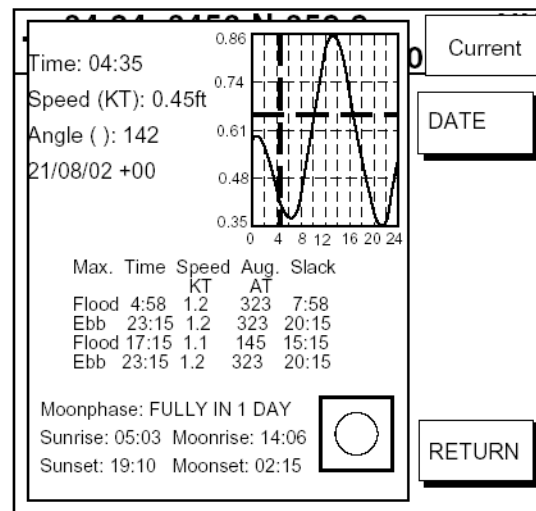 Current
Time: 04:35
Speed (KT): 0.45ft
Angle ( ): 142
21/08/02 +00
0.86
0.74
0.61
0.48
0.35
0 4 8 12 16 20 24
DATE
Max. Time Speed Aug. Slack
KT AT
Flood 4:58 1.2 323 7:58
Ebb 23:15 1.2 323 20:15
Flood 17:15 1.1 145 15:15
Ebb 23:15 1.2 323 20:15
Moonphase: FULLY IN 1 DAY
Sunrise: 05:03 Moonrise: 14:06
Sunset: 19:10 Moonset: 02:15
RETURN